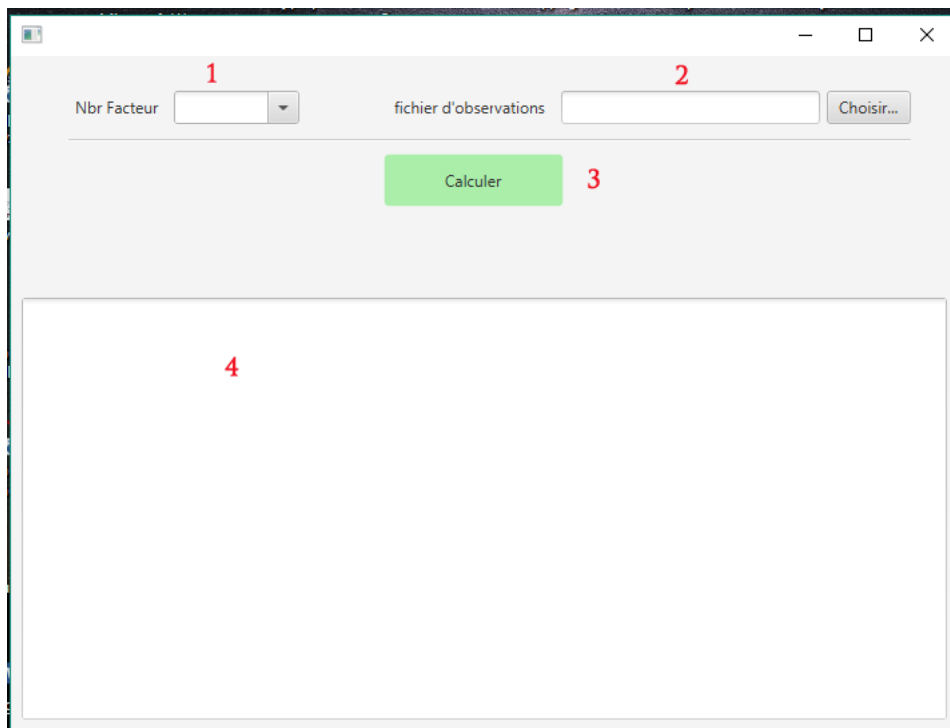 1
2
Nbr Facteur
fichier d'observations
Choisir...
Calculer
3
4